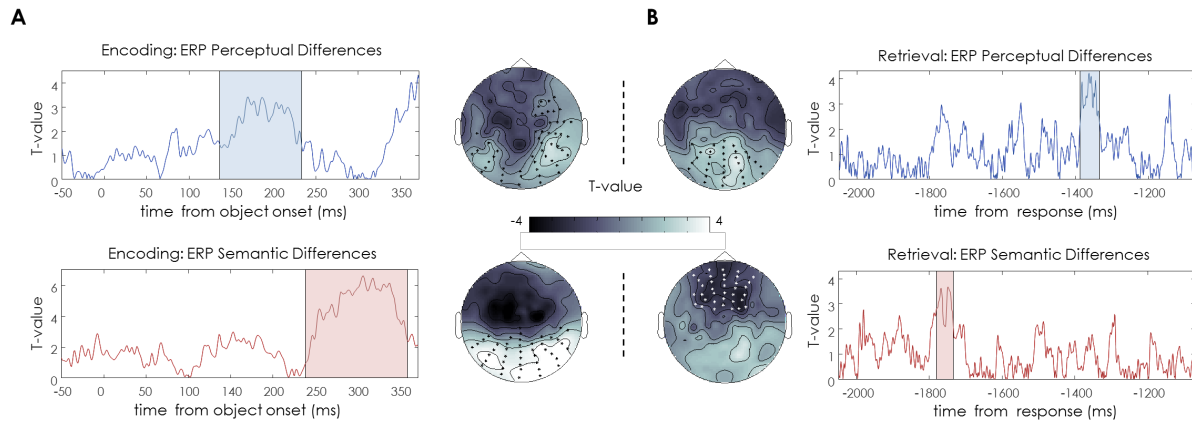 A
B
Encoding: ERP Perceptual Differences
T-value
4
3
2
1
0
-50 0 50 100 150 200 250 300 350
time from object onset (ms)
Retrieval: ERP Perceptual Differences
T-value
4
3
2
1
0
-2000 -1800 -1600 -1400 -1200
time from response (ms)
T-value
-4 4
Encoding: ERP Semantic Differences
T-value
6
4
2
0
-50 0 50 100 140 200 250 300 350
time from object onset (ms)
Retrieval: ERP Semantic Differences
T-value
4
3
2
1
0
-2000 -1800 -1600 -1400 -1200
time from response (ms)